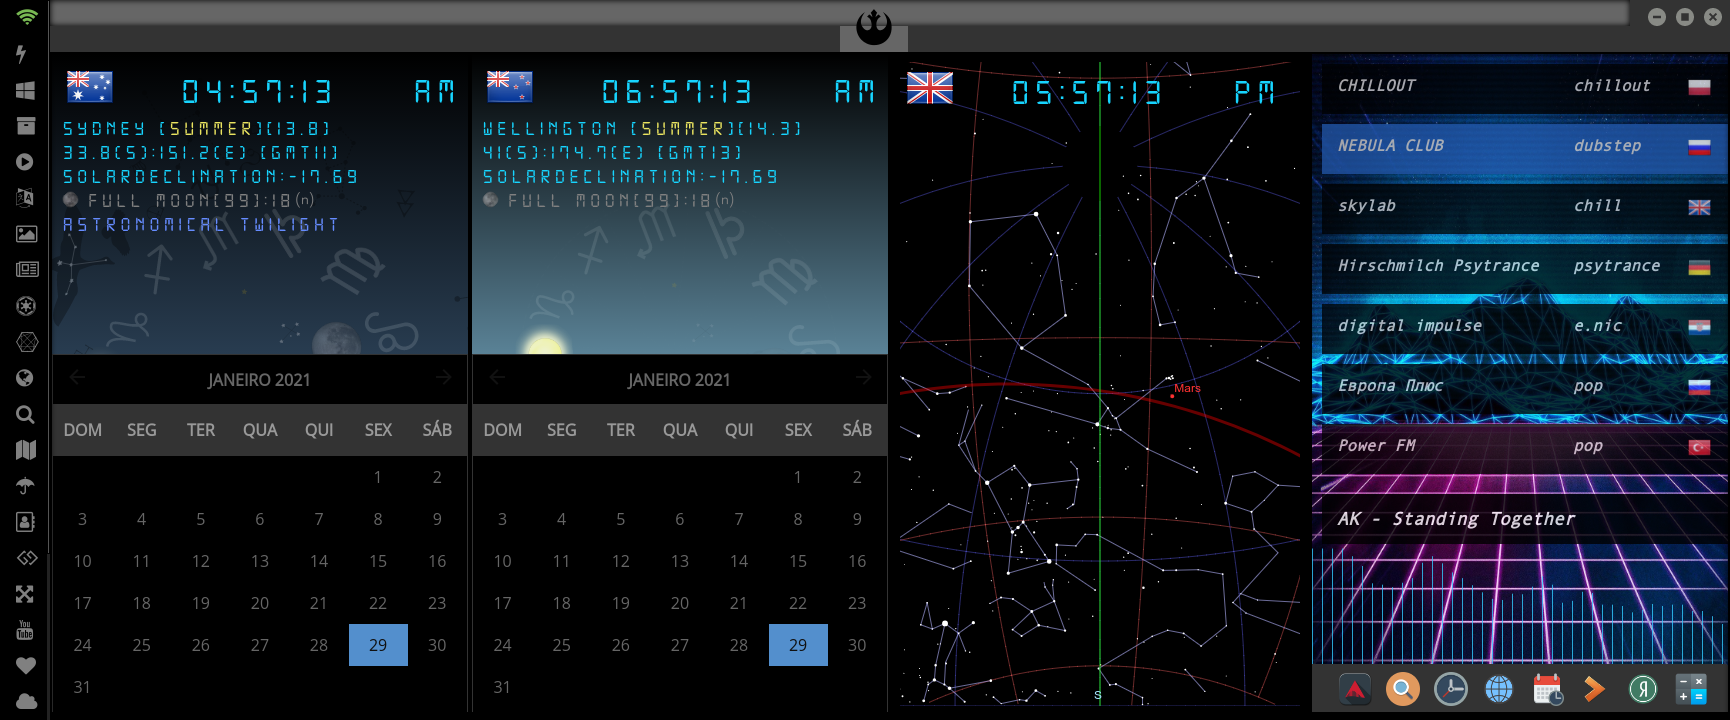 04:57:13 AM
SYDNEY (SUMMER)(13.8)
33.8(S):151.2(E) (GMT11)
SOLARDECLINATION:-17.69
FULL MOON(99):18(n)
ASTRONOMICAL TWILIGHT
JANEIRO 2021
DOM SEG TER QUA QUI SEX SÁB
1 2
3 4 5 6 7 8 9
10 11 12 13 14 15 16
17 18 19 20 21 22 23
24 25 26 27 28 29 30
31
06:57:13 AM
WELLINGTON (SUMMER)(14.3)
41(S):174.7(E) (GMT13)
SOLARDECLINATION:-17.69
FULL MOON(99):18(n)
JANEIRO 2021
DOM SEG TER QUA QUI SEX SÁB
1 2
3 4 5 6 7 8 9
10 11 12 13 14 15 16
17 18 19 20 21 22 23
24 25 26 27 28 29 30
31
05:57:13 PM
Mars
S
CHILLOUT chillout
NEBULA CLUB dubstep
skylab chill
Hirschmilch Psytrance psytrance
digital impulse e.nic
Европа Плюс pop
Power FM pop
AK - Standing Together
You Tube
Я